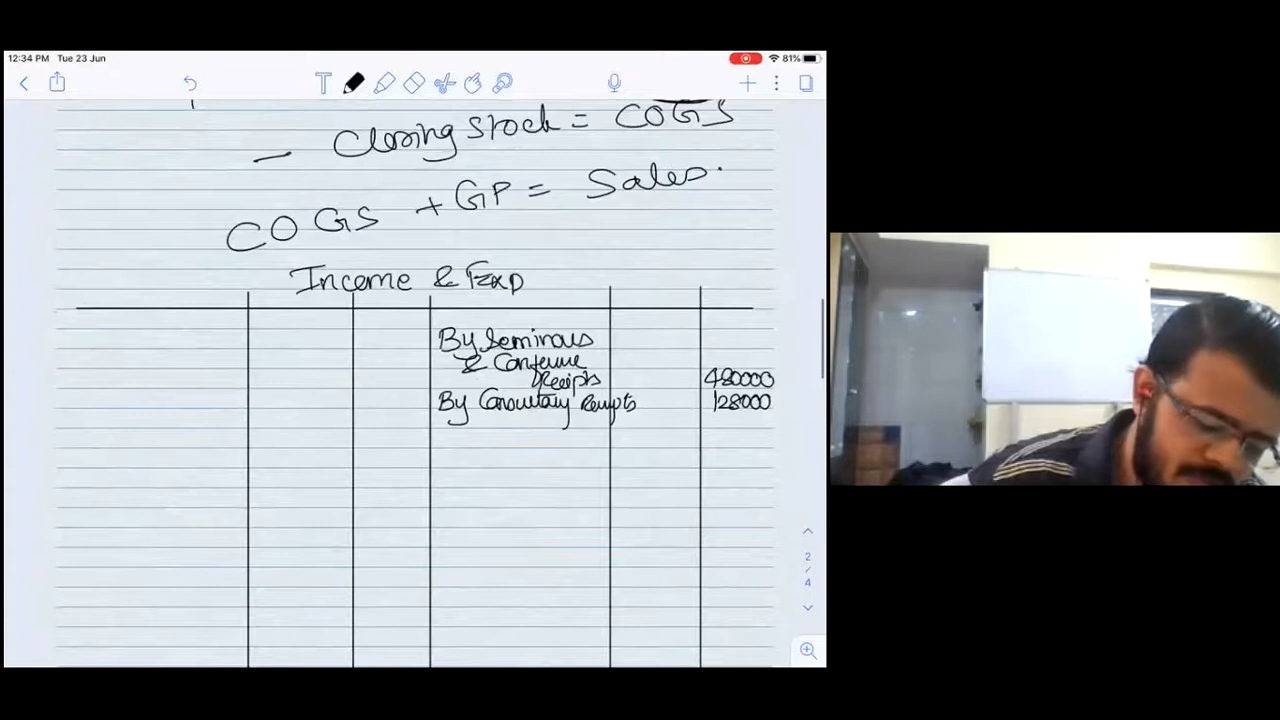 12:34 PM Tue 23 Jun
81%
T
- Closing Stock = COGS
COGS + GP = Sales.
Income & Exp
By Seminars
& Conference
Receipts 480000
By Consultancy Receipts 128000
2
/
4